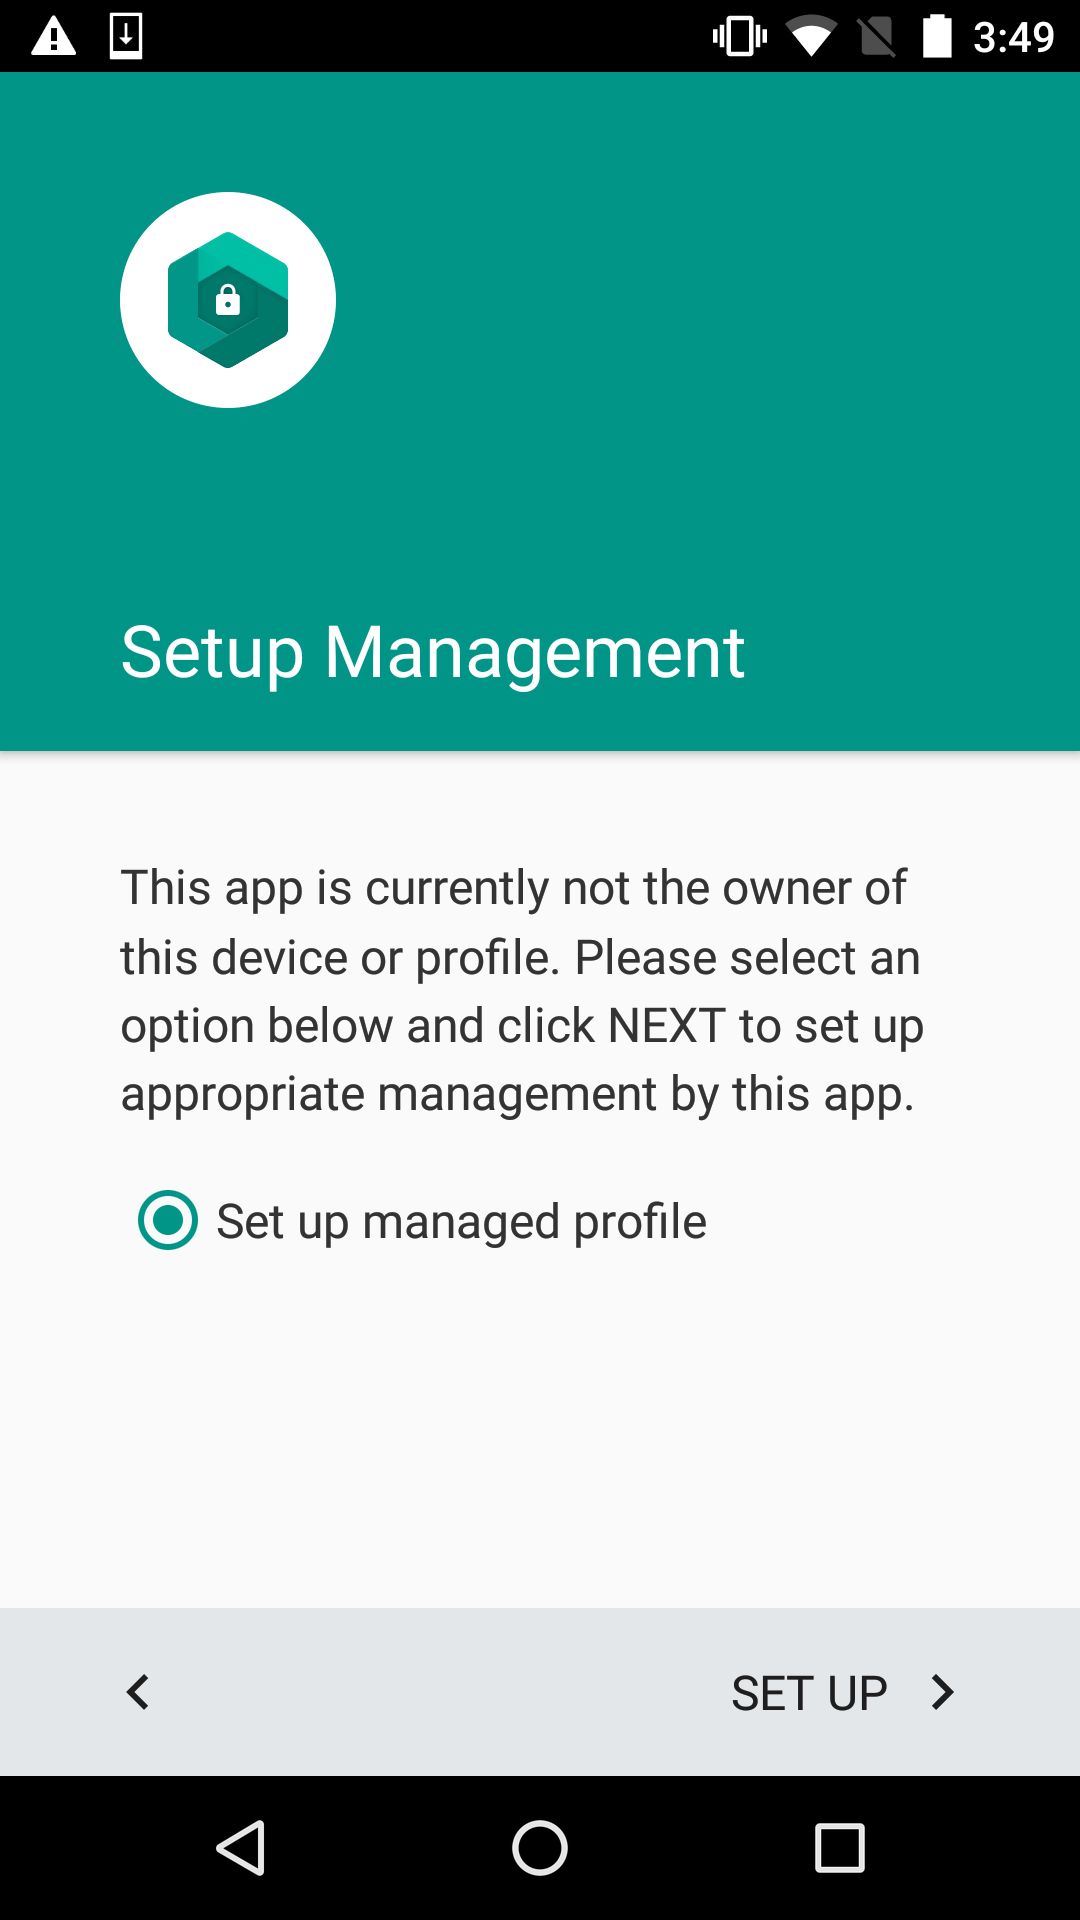 3:49
Setup Management
This app is currently not the owner of
this device or profile. Please select an
option below and click NEXT to set up
appropriate management by this app.
Set up managed profile
SET UP